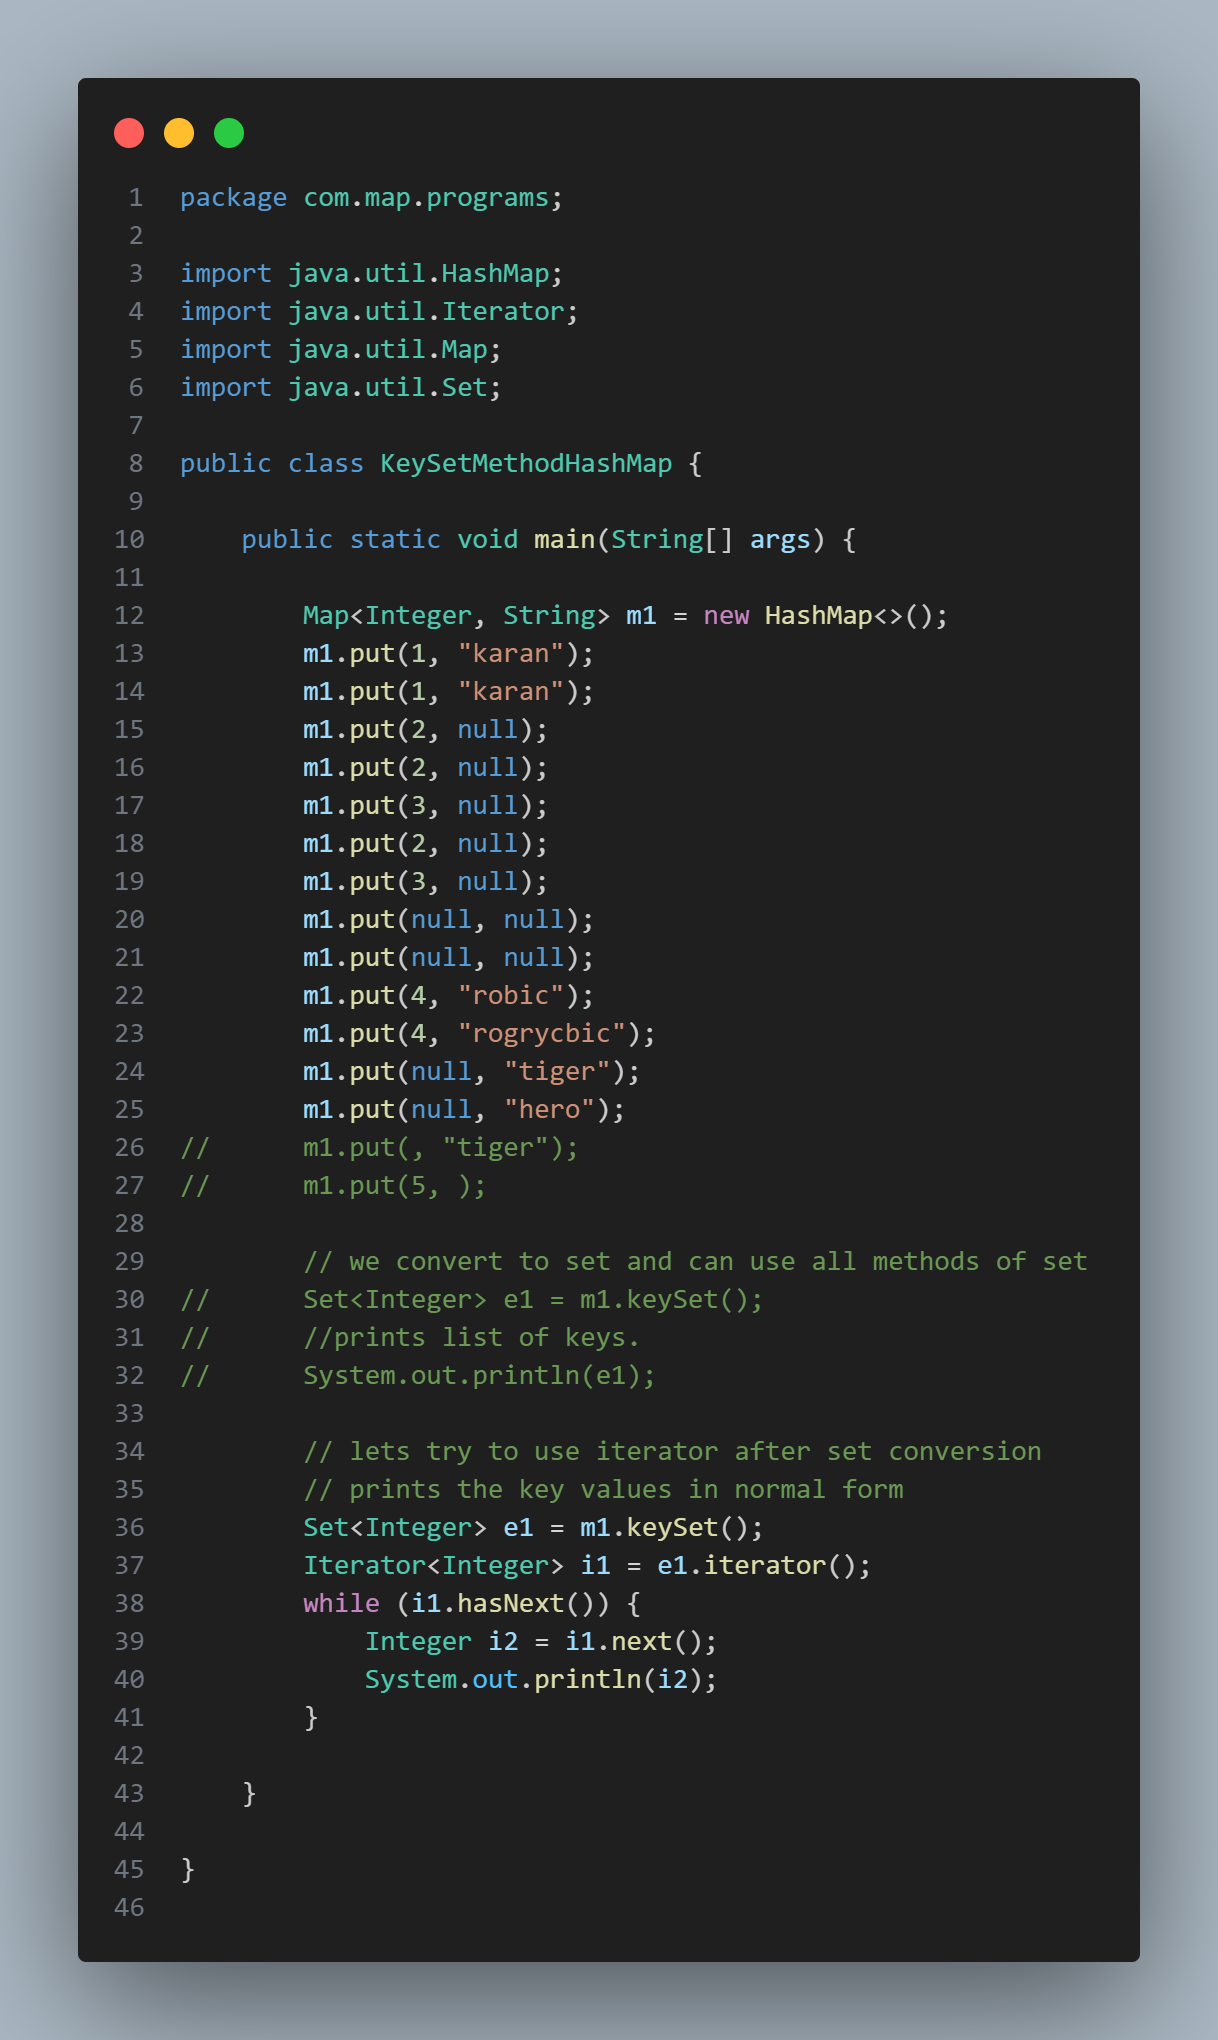 1 package com.map.programs;
2
3 import java.util.HashMap;
4 import java.util.Iterator;
5 import java.util.Map;
6 import java.util.Set;
7
8 public class KeySetMethodHashMap {
9
10     public static void main(String[] args) {
11
12         Map<Integer, String> m1 = new HashMap<>();
13         m1.put(1, "karan");
14         m1.put(1, "karan");
15         m1.put(2, null);
16         m1.put(2, null);
17         m1.put(3, null);
18         m1.put(2, null);
19         m1.put(3, null);
20         m1.put(null, null);
21         m1.put(null, null);
22         m1.put(4, "robic");
23         m1.put(4, "rogrycbic");
24         m1.put(null, "tiger");
25         m1.put(null, "hero");
26 //      m1.put(, "tiger");
27 //      m1.put(5, );
28
29         // we convert to set and can use all methods of set
30 //      Set<Integer> e1 = m1.keySet();
31 //      //prints list of keys.
32 //      System.out.println(e1);
33
34         // lets try to use iterator after set conversion
35         // prints the key values in normal form
36         Set<Integer> e1 = m1.keySet();
37         Iterator<Integer> i1 = e1.iterator();
38         while (i1.hasNext()) {
39             Integer i2 = i1.next();
40             System.out.println(i2);
41         }
42
43     }
44
45 }
46